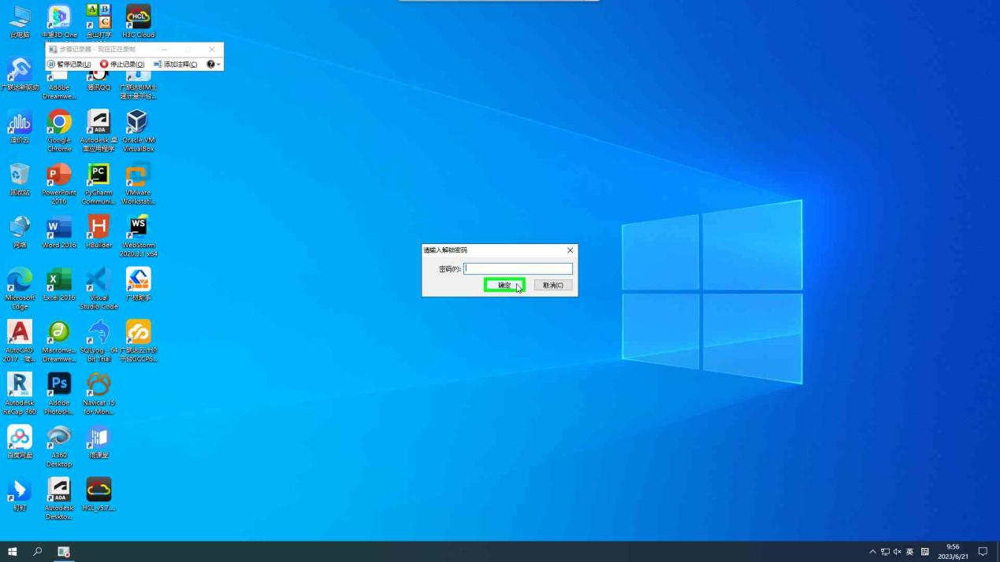 此电脑
中望3D One
金山打字
H3C Cloud
步骤记录器 - 现在正在录制
暂停记录(U)
停止记录(O)
添加注释(C)
广联达新驱动
Adobe
Dreamwe...
腾讯QQ
广联达BIM土
建计量平台...
造价云
Google
Chrome
Autodesk 桌
面应用程序
Oracle VM
VirtualBox
回收站
PowerPoint
2016
PyCharm
Communi...
VMware
Workstati...
网络
Word 2016
HBuilder
WebStorm
2020.3.1 x64
请输入解锁密码
密码(P):
确定
取消(C)
Microsoft
Edge
Excel 2016
Visual
Studio Code
广材助手
AutoCAD
2017 - 简...
Macrome...
Dreamwe...
SQLyog - 64
bit Trial
广联达云计价
平台GCCP6...
Autodesk
ReCap 360
Adobe
Photosh...
Navicat 15
for Mon...
百度网盘
A360
Desktop
雨课堂
钉钉
Autodesk
Deskto...
HCL_v5.7...
英
9:56
2023/6/21